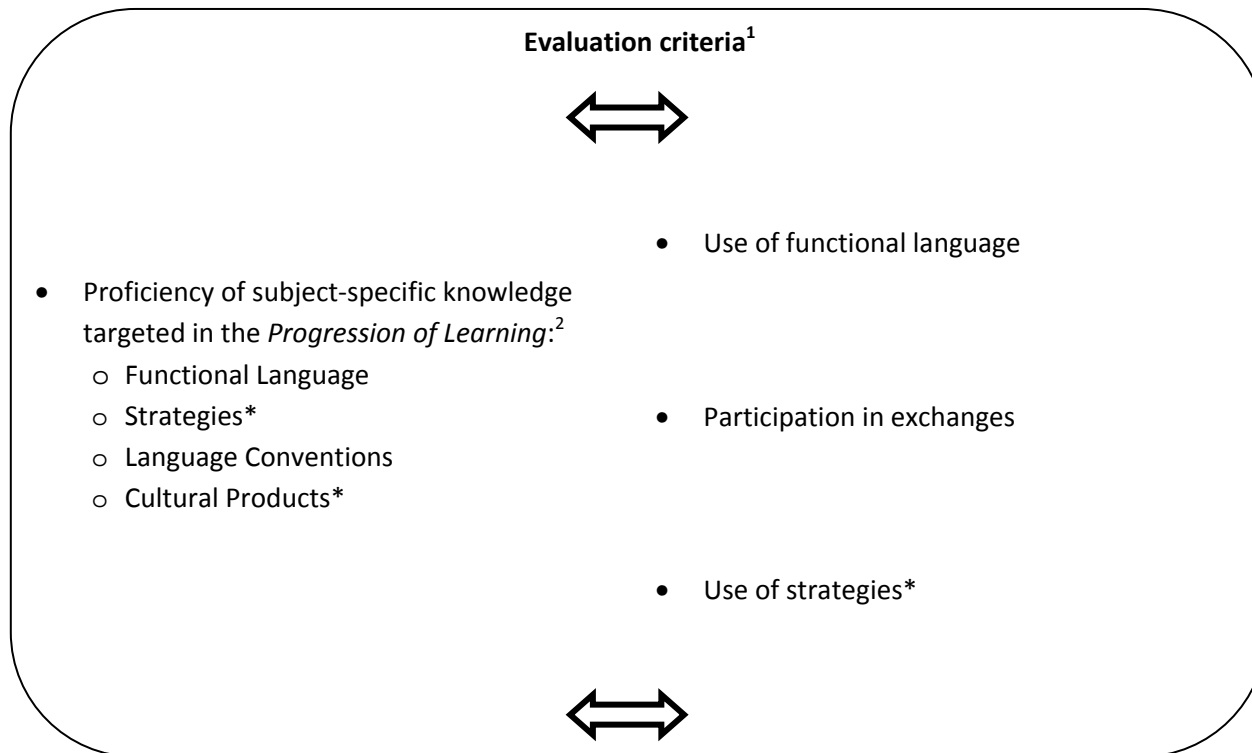 Evaluation criteria1
• Proficiency of subject-specific knowledge
targeted in the Progression of Learning:2
o Functional Language
o Strategies*
o Language Conventions
o Cultural Products*
• Use of functional language
• Participation in exchanges
• Use of strategies*